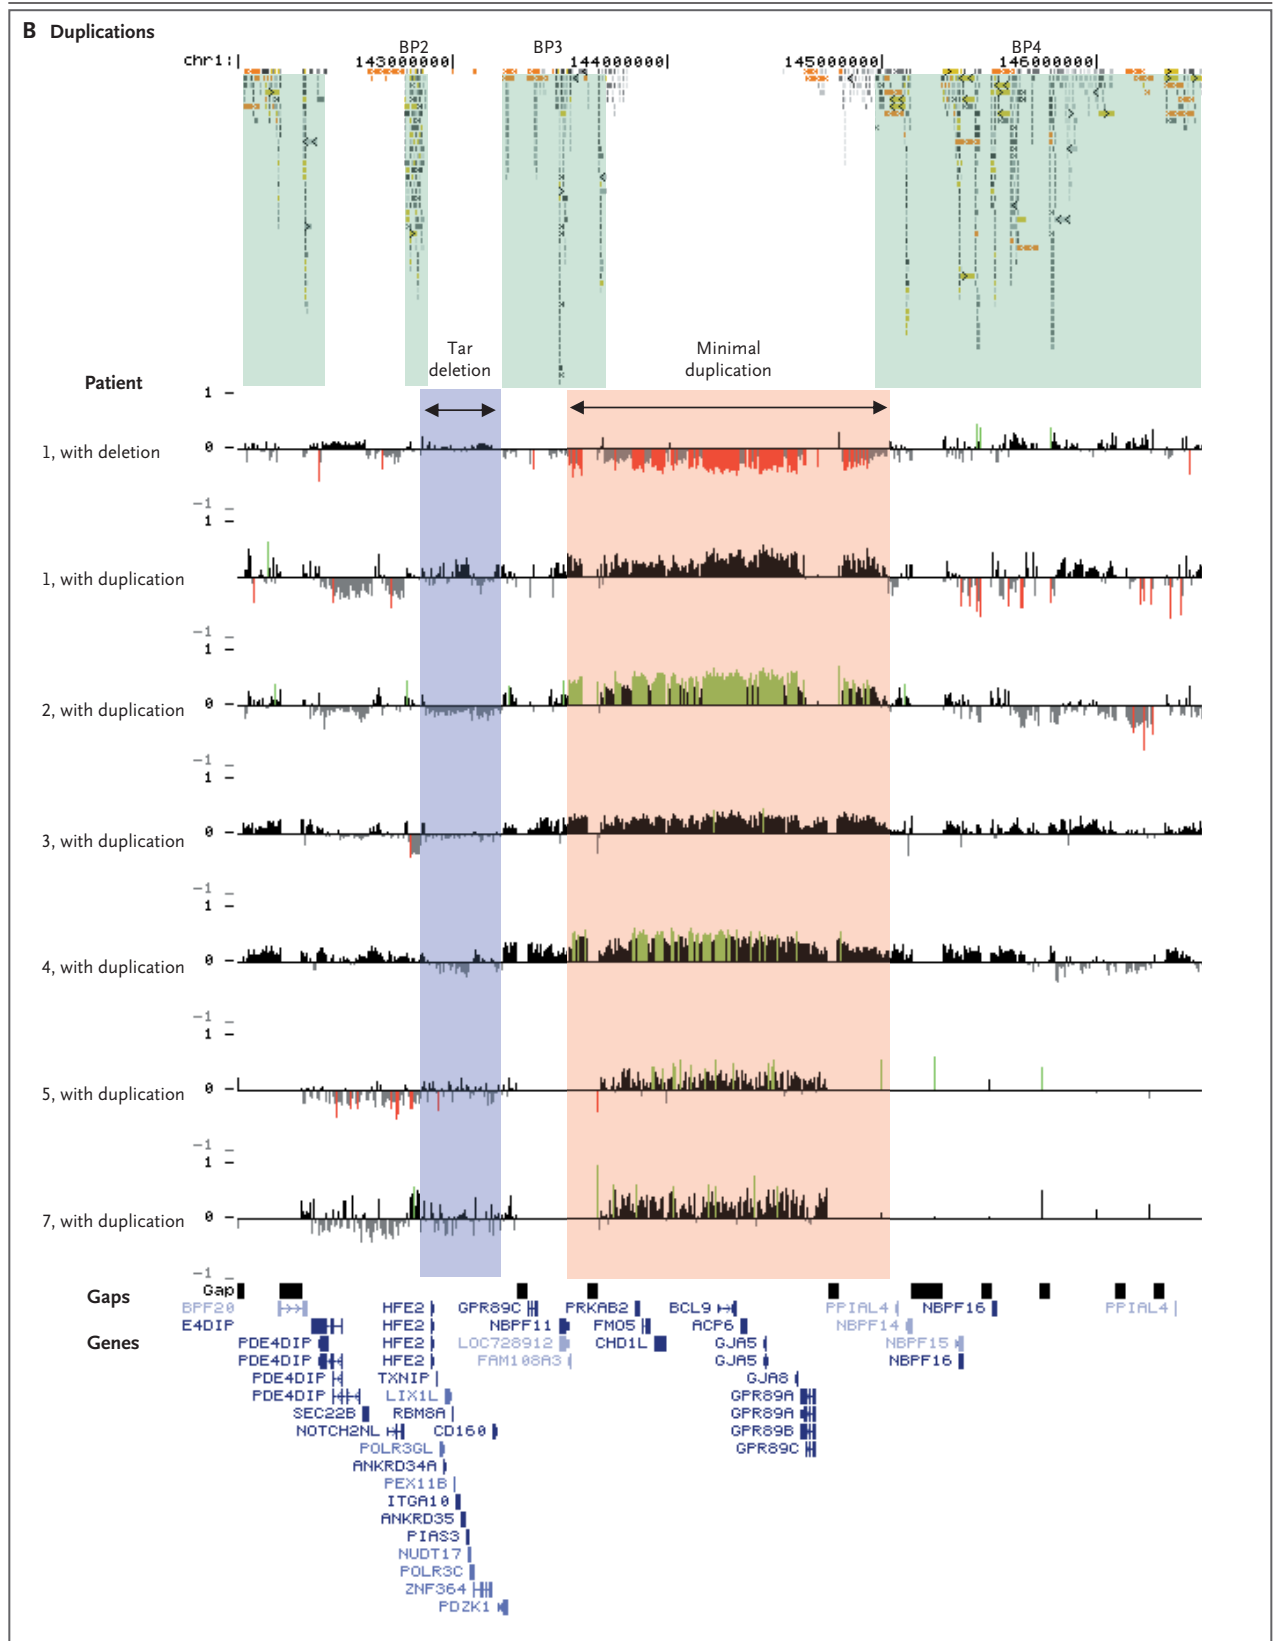 B Duplications
BP2 BP3 BP4
chr1: 143000000 144000000 145000000 146000000
Tar deletion
Minimal duplication
Patient
1
1, with deletion 0
-1
1
1, with duplication 0
-1
1
2, with duplication 0
-1
1
3, with duplication 0
-1
1
4, with duplication 0
-1
1
5, with duplication 0
-1
1
7, with duplication 0
-1
Gaps Gap
BPF20 HFE2 GPR89C PRKAB2 BCL9 PPIAL4 NBPF16 PPIAL4
E4DIP HFE2 NBPF11 FMO5 ACP6 NBPF14
Genes PDE4DIP HFE2 LOC728912 CHD1L GJA5 NBPF15
PDE4DIP HFE2 FAM108A3 GJA5 NBPF16
PDE4DIP TXNIP GJA8
PDE4DIP LIX1L GPR89A
SEC22B RBM8A GPR89A
NOTCH2NL CD160 GPR89B
POLR3GL GPR89C
ANKRD34A
PEX11B
ITGA10
ANKRD35
PIAS3
NUDT17
POLR3C
ZNF364
PDZK1